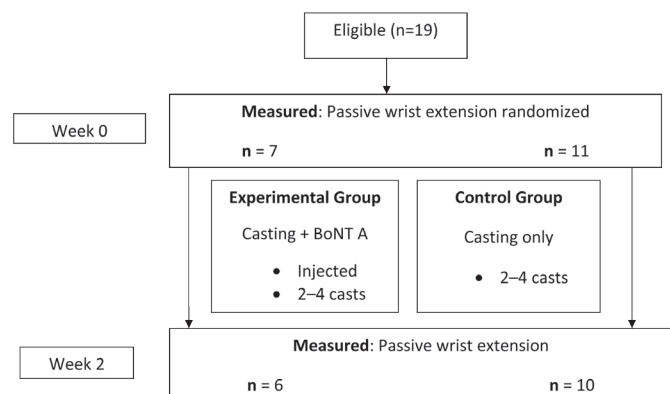 Eligible (n=19)
Measured: Passive wrist extension randomized
Week 0
n = 7 n = 11
Experimental Group
Casting + BoNT A
• Injected
• 2–4 casts
Control Group
Casting only
• 2–4 casts
Measured: Passive wrist extension
Week 2
n = 6 n = 10